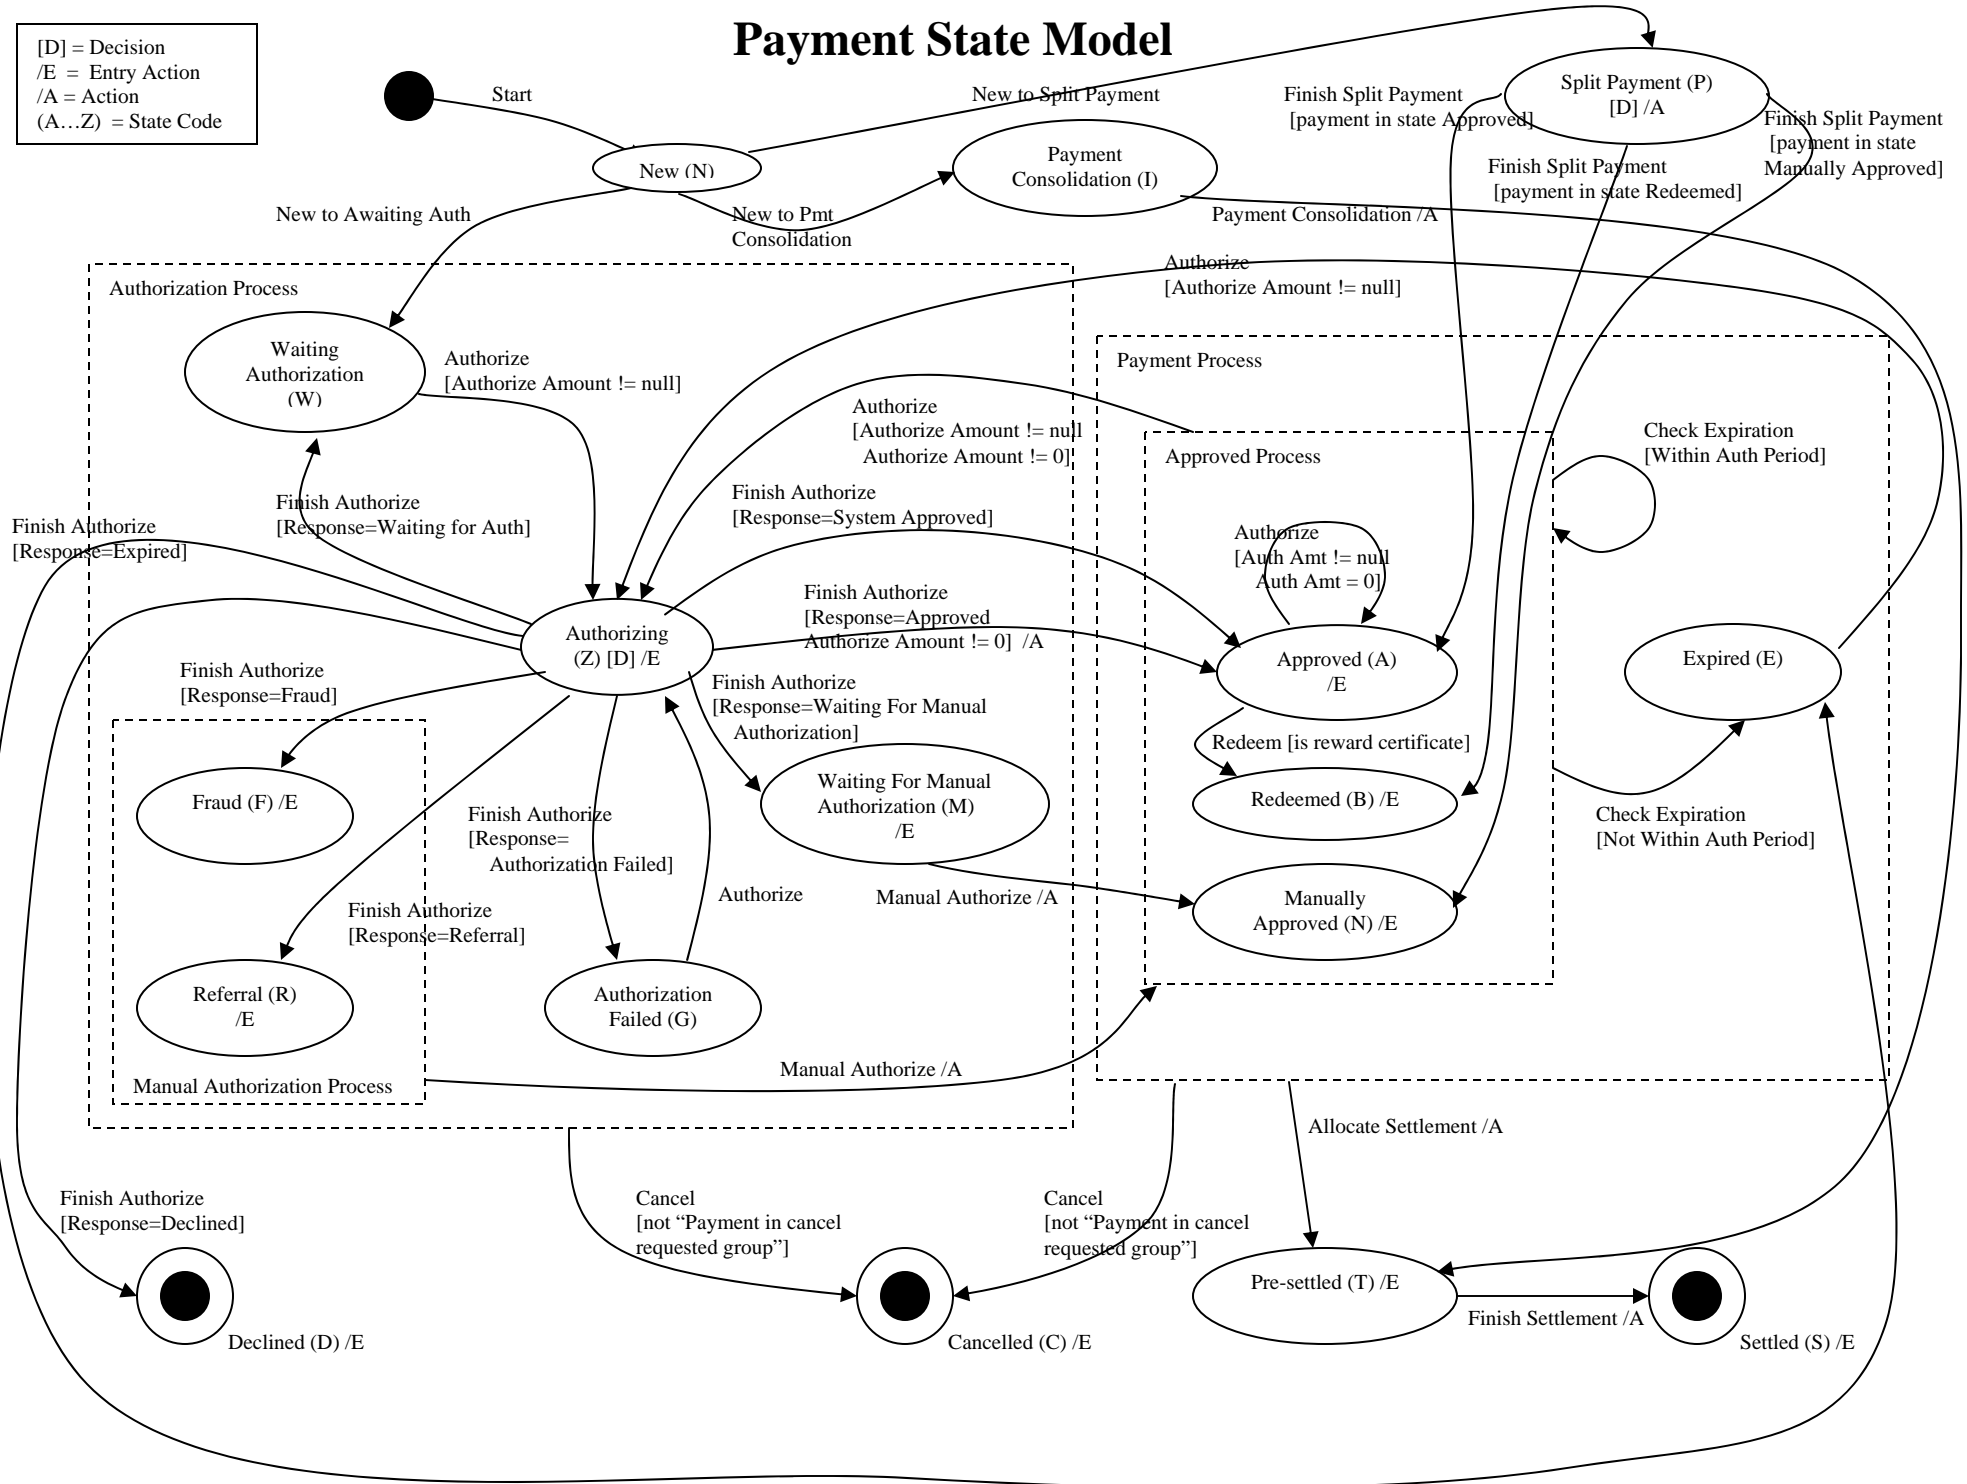 Payment State Model
[D] = Decision
/E = Entry Action
/A = Action
(A…Z) = State Code
Start
New to Split Payment
Finish Split Payment
[payment in state Approved]
Split Payment (P)
[D] /A
Finish Split Payment
[payment in state
Manually Approved]
New (N)
Payment
Consolidation (I)
Finish Split Payment
[payment in state Redeemed]
New to Awaiting Auth
New to Pmt
Consolidation
Payment Consolidation /A
Authorize
[Authorize Amount != null]
Authorization Process
Waiting
Authorization
(W)
Authorize
[Authorize Amount != null]
Payment Process
Authorize
[Authorize Amount != null
Authorize Amount != 0]
Approved Process
Check Expiration
[Within Auth Period]
Finish Authorize
[Response=Expired]
Finish Authorize
[Response=Waiting for Auth]
Finish Authorize
[Response=System Approved]
Authorize
[Auth Amt != null
Auth Amt = 0]
Finish Authorize
[Response=Approved
Authorize Amount != 0] /A
Authorizing
(Z) [D] /E
Approved (A)
/E
Expired (E)
Finish Authorize
[Response=Fraud]
Finish Authorize
[Response=Waiting For Manual
Authorization]
Redeem [is reward certificate]
Fraud (F) /E
Finish Authorize
[Response=
Authorization Failed]
Waiting For Manual
Authorization (M)
/E
Redeemed (B) /E
Check Expiration
[Not Within Auth Period]
Finish Authorize
[Response=Referral]
Authorize
Manual Authorize /A
Manually
Approved (N) /E
Referral (R)
/E
Authorization
Failed (G)
Manual Authorization Process
Manual Authorize /A
Allocate Settlement /A
Finish Authorize
[Response=Declined]
Cancel
[not “Payment in cancel
requested group”]
Cancel
[not “Payment in cancel
requested group”]
Pre-settled (T) /E
Finish Settlement /A
Declined (D) /E
Cancelled (C) /E
Settled (S) /E